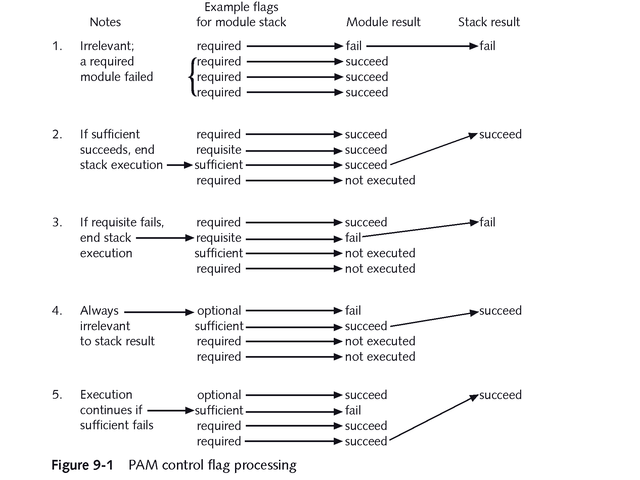 Notes
Example flags
for module stack
Module result
Stack result
1. Irrelevant; required fail fail
a required required succeed
module failed required succeed
required succeed
2. If sufficient required succeed succeed
succeeds, end requisite succeed
stack execution sufficient succeed
required not executed
3. If requisite fails, required succeed fail
end stack requisite fail
execution sufficient not executed
required not executed
4. Always optional fail succeed
irrelevant sufficient succeed
to stack result required not executed
required not executed
5. Execution optional succeed succeed
continues if sufficient fail
sufficient fails required succeed
required succeed
Figure 9-1 PAM control flag processing